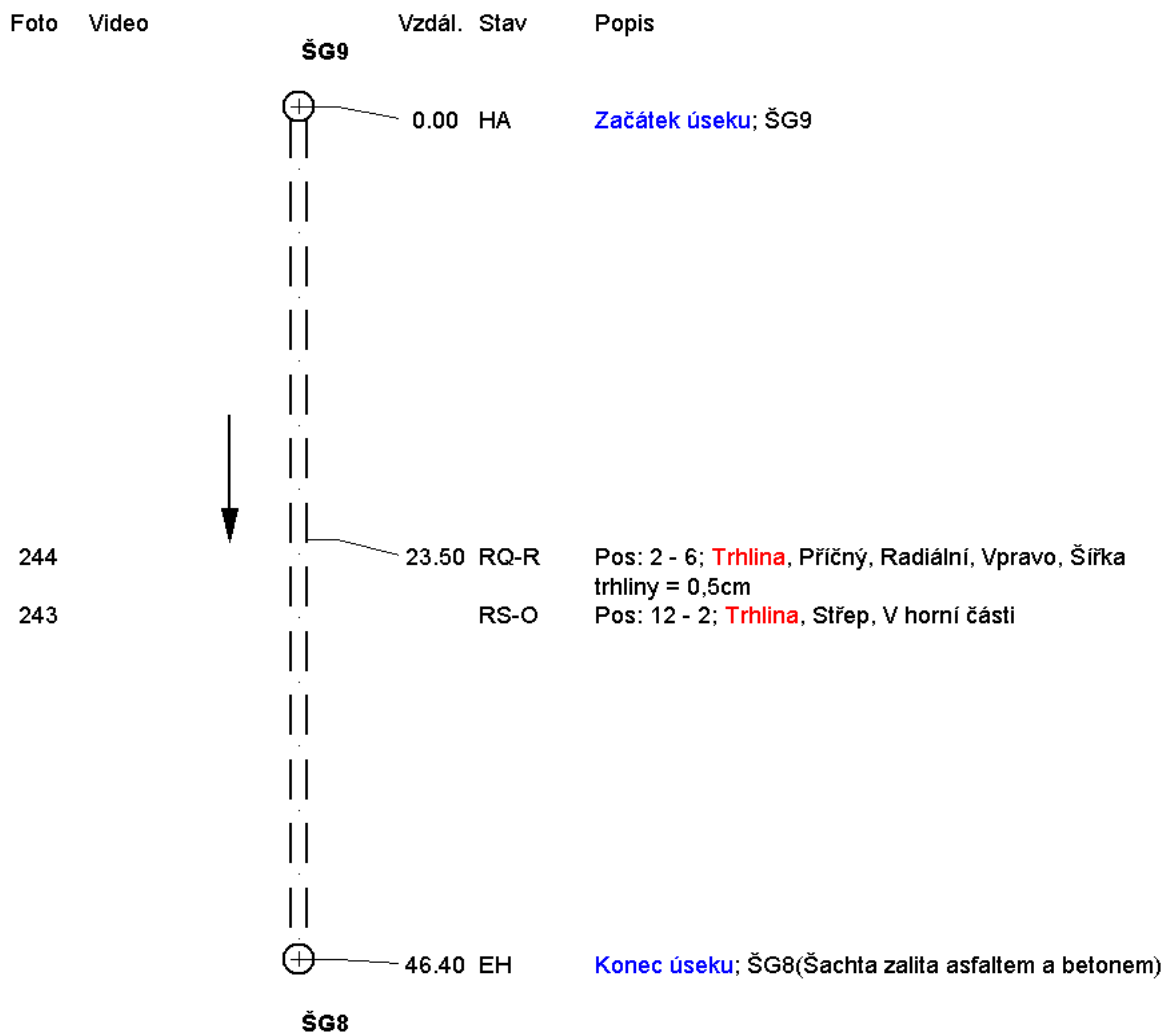 Foto Video Vzdál. Stav Popis
ŠG9
0.00 HA Začátek úseku; ŠG9
244 23.50 RQ-R Pos: 2 - 6; Trhlina, Příčný, Radiální, Vpravo, Šířka
trhliny = 0,5cm
243 RS-O Pos: 12 - 2; Trhlina, Střep, V horní části
46.40 EH Konec úseku; ŠG8(Šachta zalita asfaltem a betonem)
ŠG8